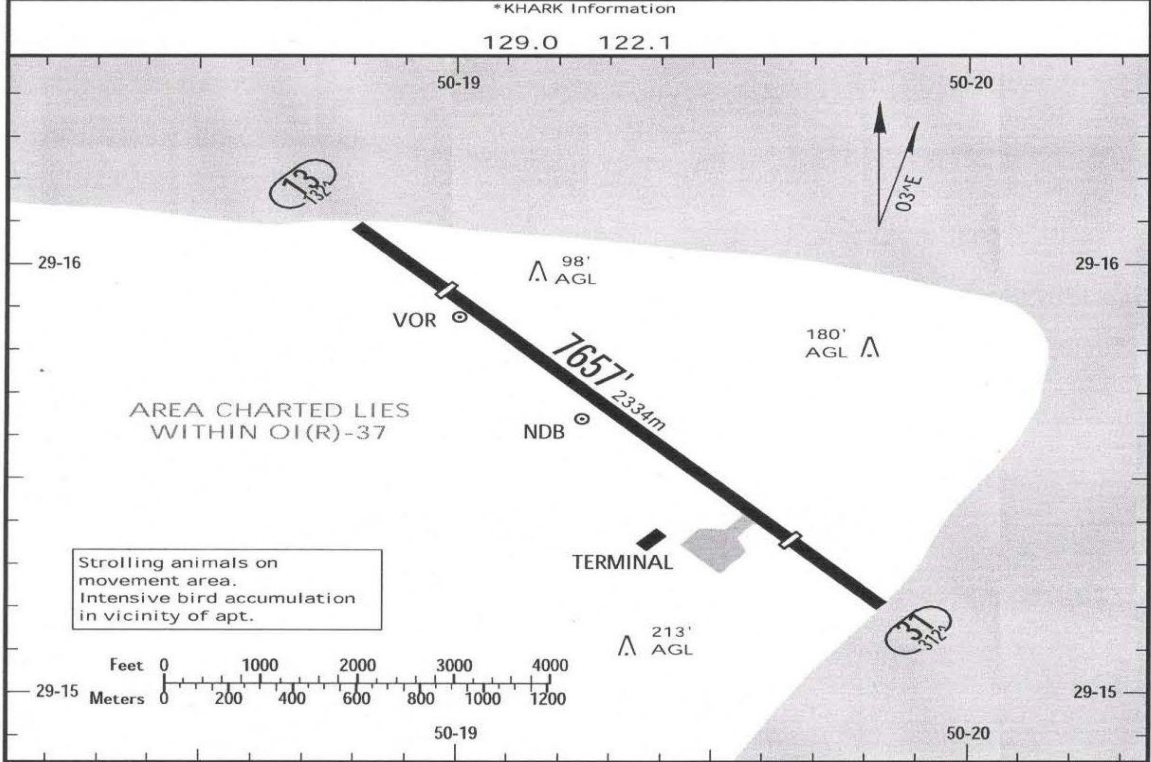 *KHARK Information
129.0 122.1
50-19 50-20
13
132^
03^E
29-16 29-16
98'
AGL
VOR
180'
AGL
7657'
2334m
AREA CHARTED LIES
WITHIN OI(R)-37
NDB
TERMINAL
Strolling animals on
movement area.
Intensive bird accumulation
in vicinity of apt.
31
312^
213'
AGL
Feet 0 1000 2000 3000 4000
29-15 29-15
Meters 0 200 400 600 800 1000 1200
50-19 50-20